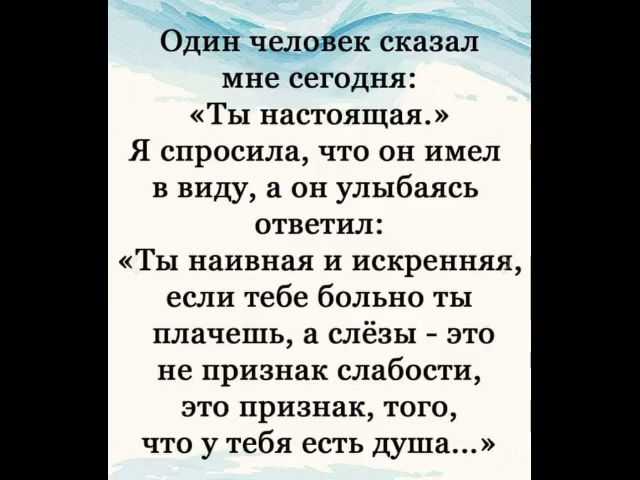 Один человек сказал
мне сегодня:
«Ты настоящая.»
Я спросила, что он имел
в виду, а он улыбаясь
ответил:
«Ты наивная и искренняя,
если тебе больно ты
плачешь, а слёзы - это
не признак слабости,
это признак, того,
что у тебя есть душа...»